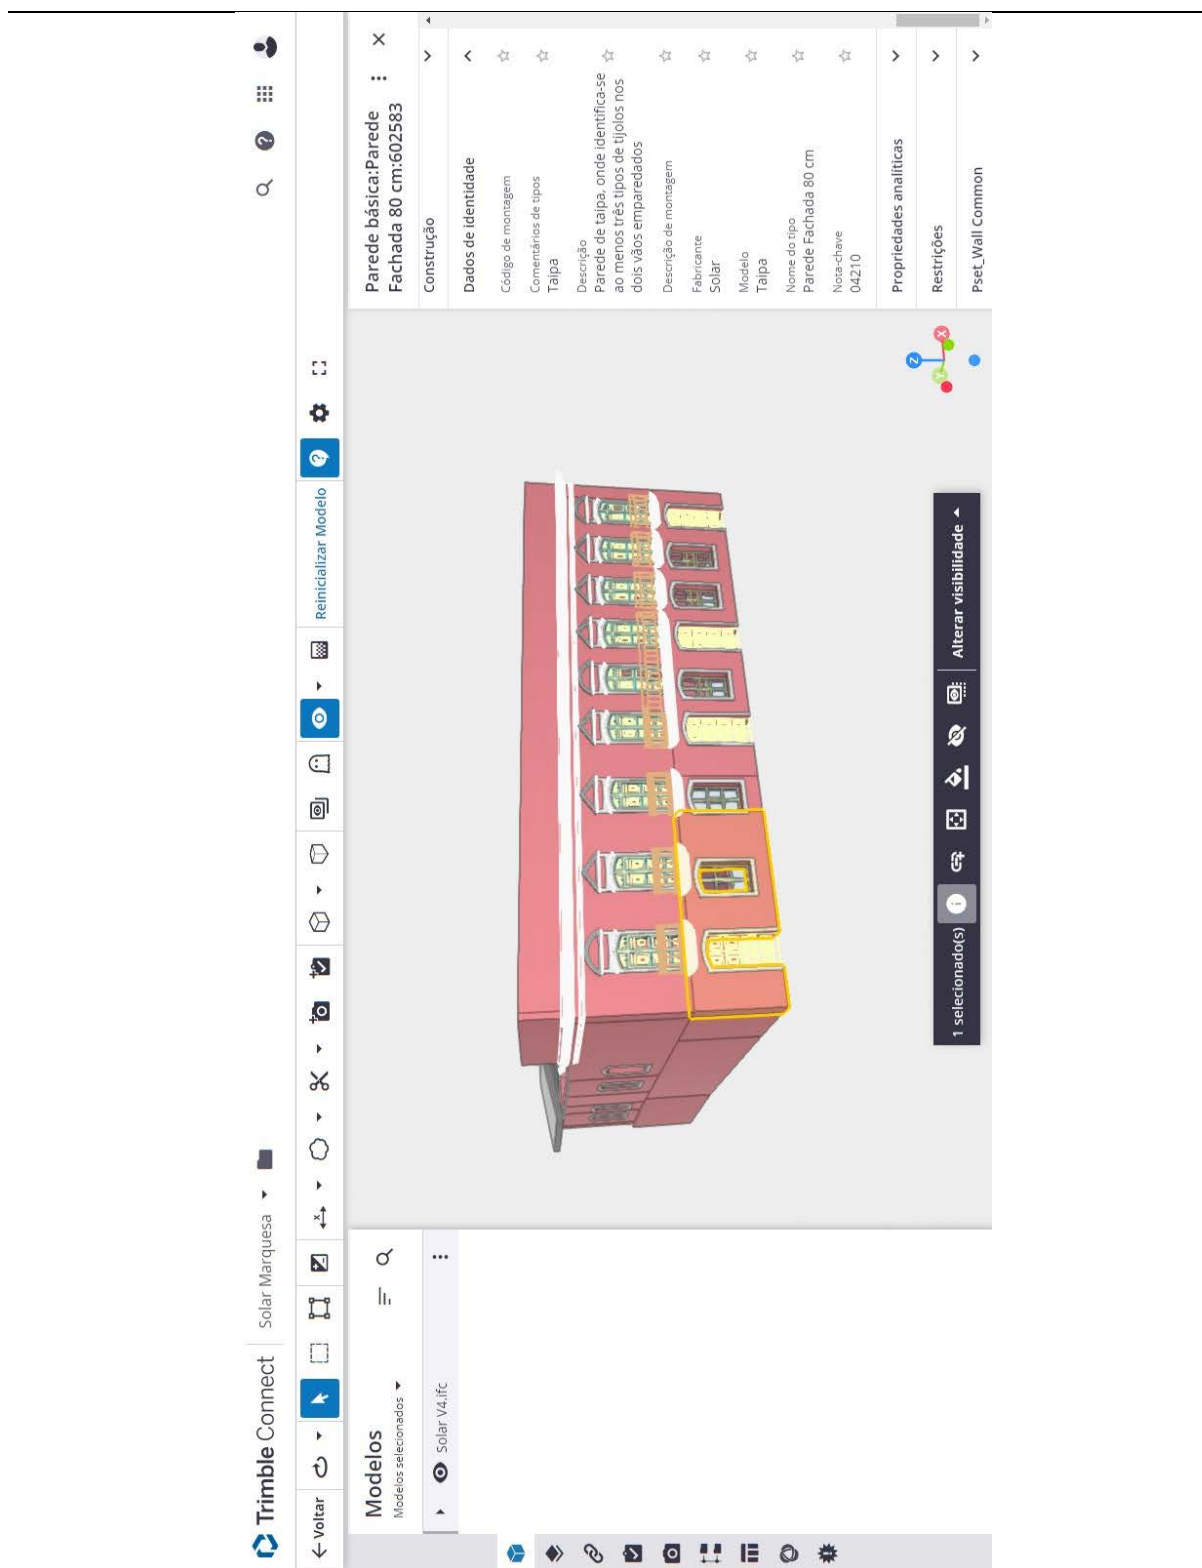 Trimble Connect
Solar Marquesa
Voltar
Reinicializar Modelo
Modelos
Modelos selecionados
Solar V4.ifc
1 selecionado(s)
Alterar visibilidade
Z
X
Y
Parede básica:Parede
Fachada 80 cm:602583
Construção
Dados de identidade
Código de montagem
Comentários de tipos
Taipa
Descrição
Parede de taipa, onde identifica-se
ao menos três tipos de tijolos nos
dois vãos emparedados
Descrição de montagem
Fabricante
Solar
Modelo
Taipa
Nome do tipo
Parede Fachada 80 cm
Nota-chave
04210
Propriedades analíticas
Restrições
Pset_Wall Common